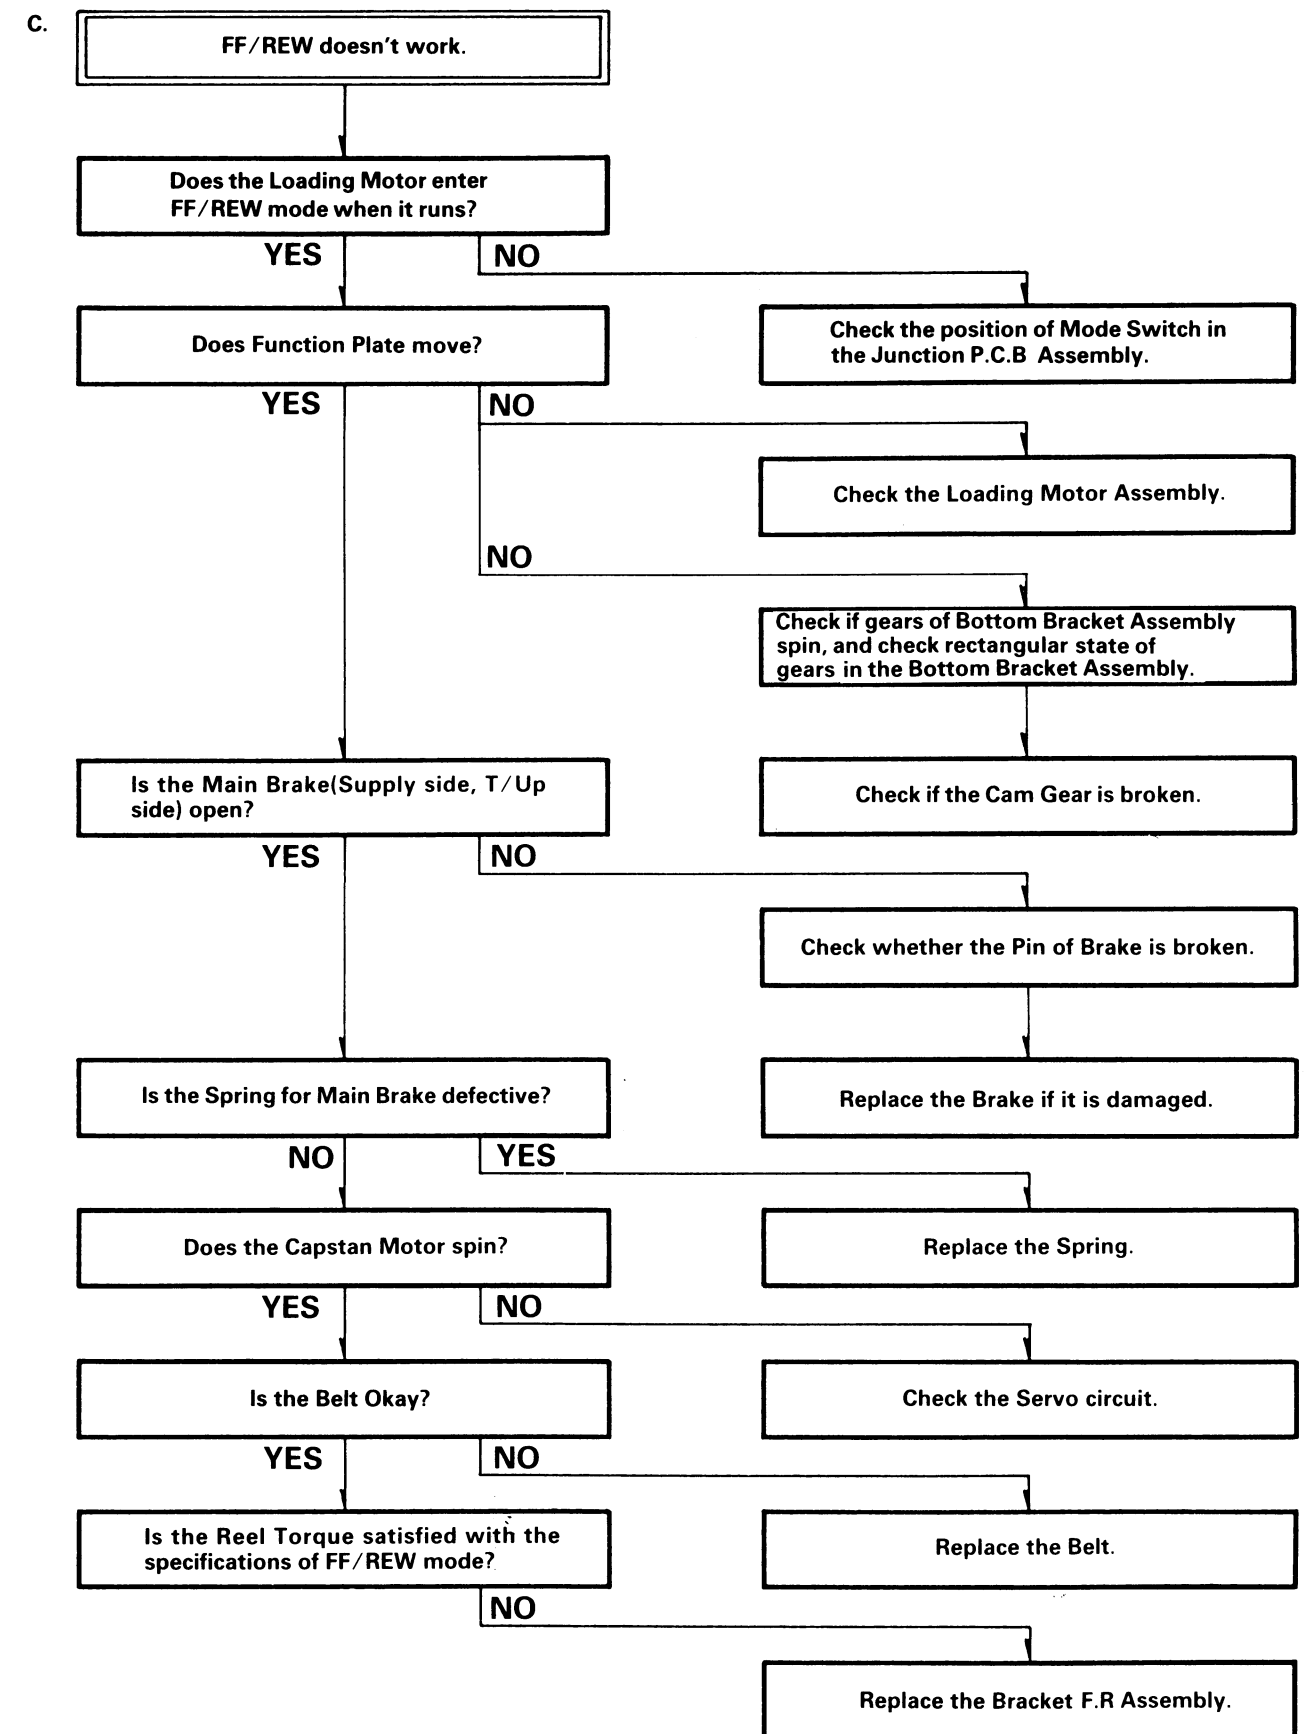 C.
FF/REW doesn't work.
Does the Loading Motor enter
FF/REW mode when it runs?
YES
NO
Does Function Plate move?
Check the position of Mode Switch in
the Junction P.C.B Assembly.
YES
NO
Check the Loading Motor Assembly.
NO
Check if gears of Bottom Bracket Assembly
spin, and check rectangular state of
gears in the Bottom Bracket Assembly.
Is the Main Brake(Supply side, T/Up
side) open?
Check if the Cam Gear is broken.
YES
NO
Check whether the Pin of Brake is broken.
Is the Spring for Main Brake defective?
Replace the Brake if it is damaged.
NO
YES
Does the Capstan Motor spin?
Replace the Spring.
YES
NO
Is the Belt Okay?
Check the Servo circuit.
YES
NO
Is the Reel Torque satisfied with the
specifications of FF/REW mode?
Replace the Belt.
NO
Replace the Bracket F.R Assembly.